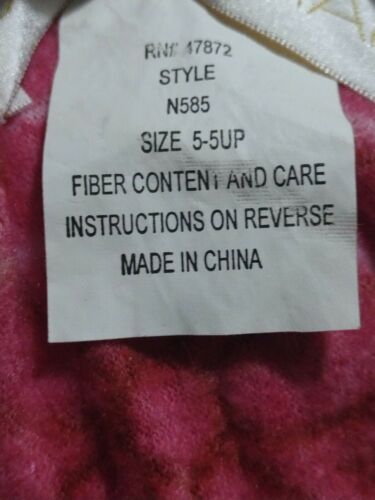 RN# 47872
STYLE
N585
SIZE 5-5UP
FIBER CONTENT AND CARE
INSTRUCTIONS ON REVERSE
MADE IN CHINA